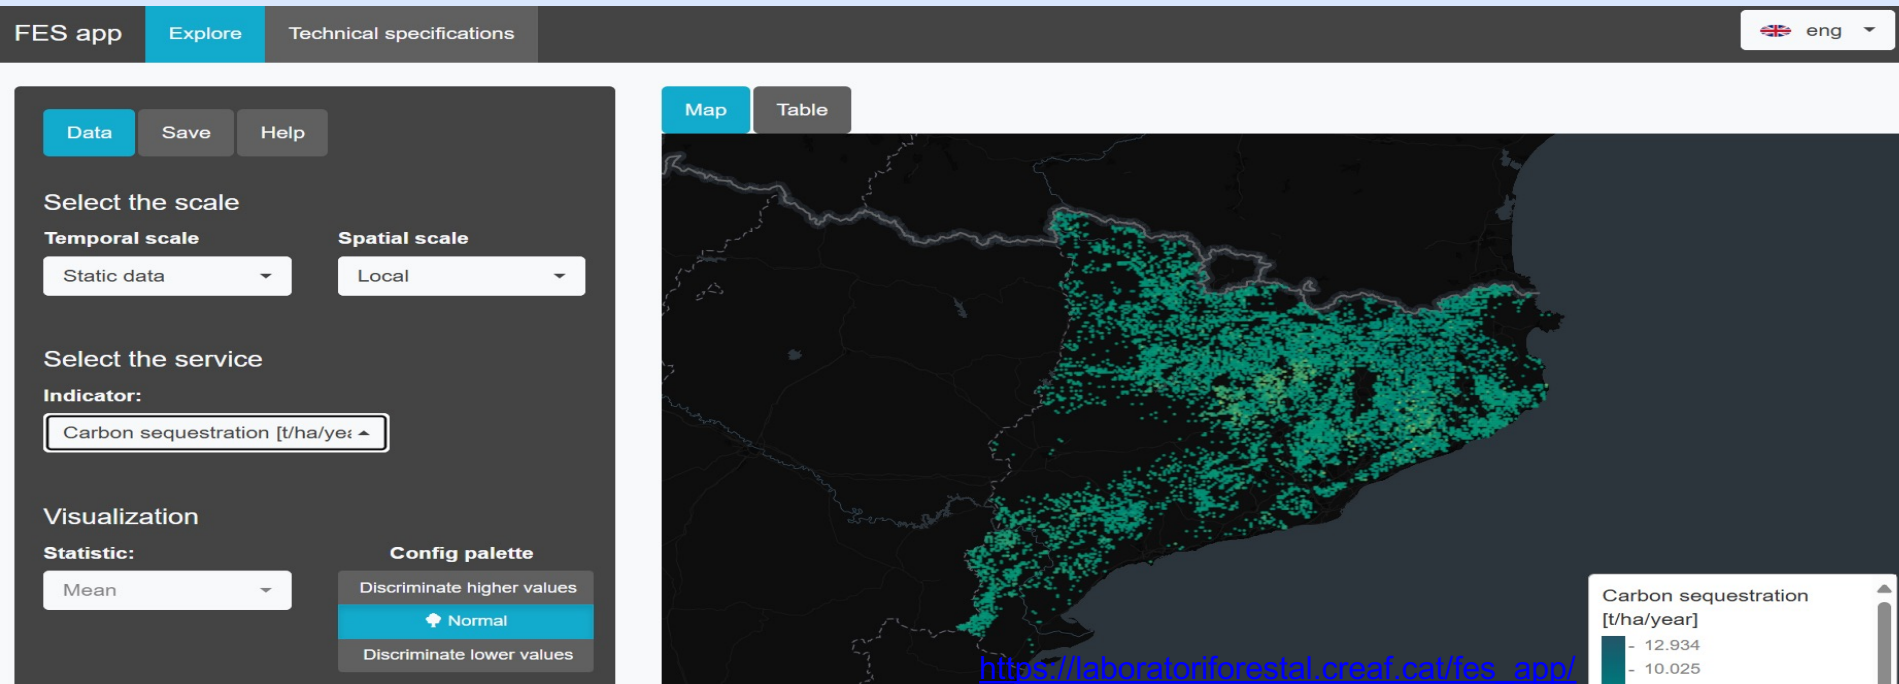 FES app
Explore
Technical specifications
eng
Data
Save
Help
Select the scale
Temporal scale
Spatial scale
Static data
Local
Select the service
Indicator:
Carbon sequestration [t/ha/yea
Visualization
Statistic:
Config palette
Mean
Discriminate higher values
Normal
Discriminate lower values
Map
Table
Carbon sequestration
[t/ha/year]
- 12.934
- 10.025
https://laboratoriforestal.creaf.cat/fes_app/